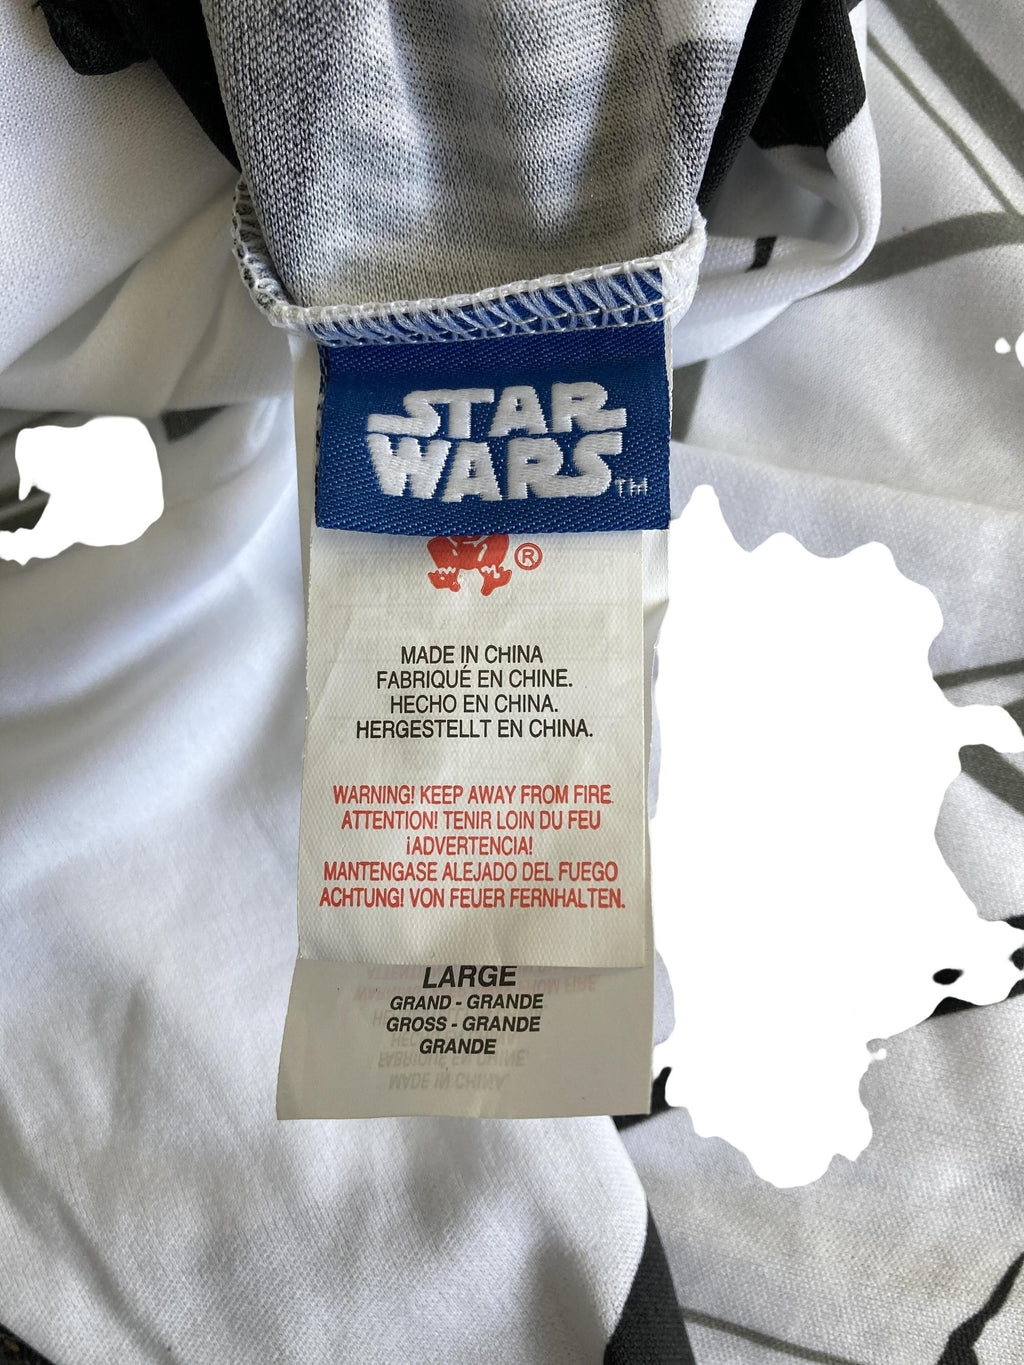 STAR
WARS™
®
MADE IN CHINA
FABRIQUÉ EN CHINE.
HECHO EN CHINA.
HERGESTELLT EN CHINA.
WARNING! KEEP AWAY FROM FIRE.
ATTENTION! TENIR LOIN DU FEU
¡ADVERTENCIA!
MANTENGASE ALEJADO DEL FUEGO
ACHTUNG! VON FEUER FERNHALTEN.
LARGE
GRAND - GRANDE
GROSS - GRANDE
GRANDE